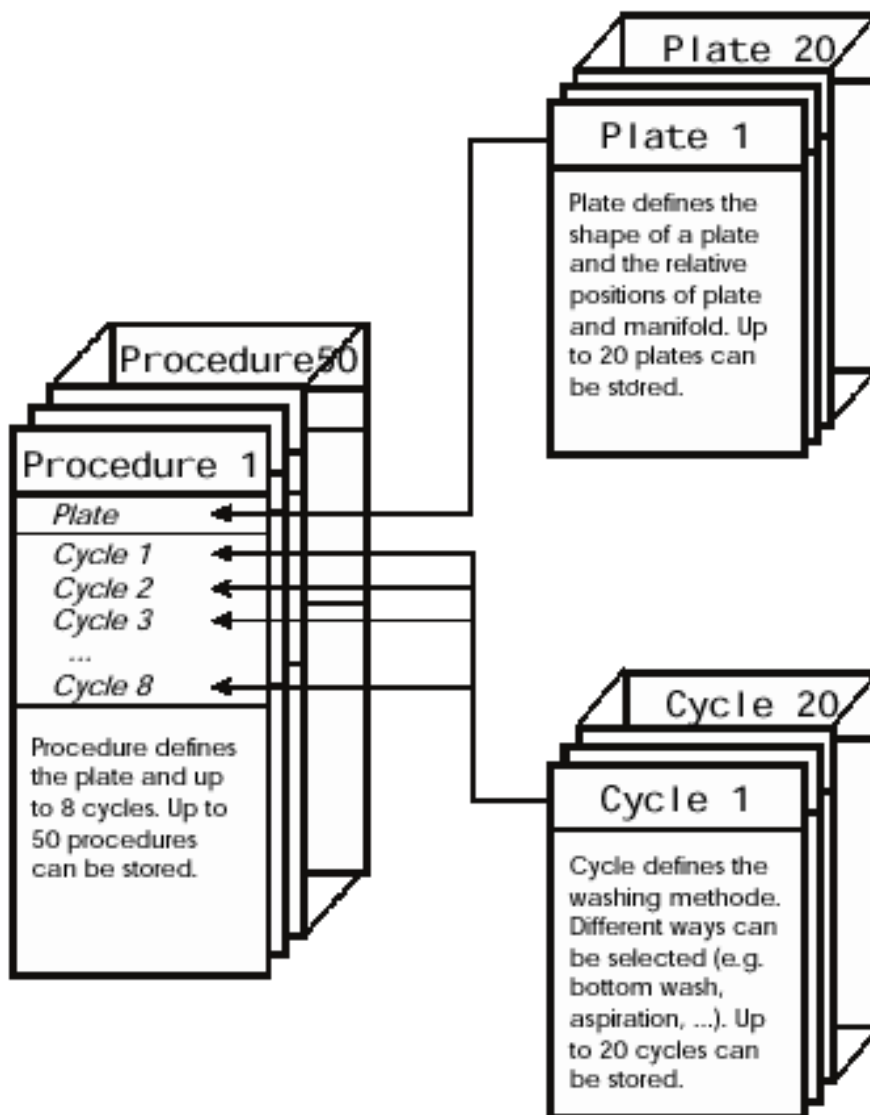 Plate 20
Plate 1
Plate defines the
shape of a plate
and the relative
positions of plate
and manifold. Up
to 20 plates can
be stored.
Procedure50
Procedure 1
Plate
Cycle 1
Cycle 2
Cycle 3
...
Cycle 8
Procedure defines
the plate and up
to 8 cycles. Up to
50 procedures
can be stored.
Cycle 20
Cycle 1
Cycle defines the
washing methode.
Different ways can
be selected (e.g.
bottom wash,
aspiration, ...). Up
to 20 cycles can
be stored.